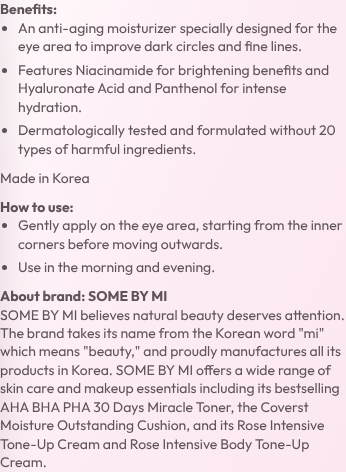 Benefits:
• An anti-aging moisturizer specially designed for the
eye area to improve dark circles and fine lines.
• Features Niacinamide for brightening benefits and
Hyaluronate Acid and Panthenol for intense
hydration.
• Dermatologically tested and formulated without 20
types of harmful ingredients.
Made in Korea
How to use:
• Gently apply on the eye area, starting from the inner
corners before moving outwards.
• Use in the morning and evening.
About brand: SOME BY MI
SOME BY MI believes natural beauty deserves attention.
The brand takes its name from the Korean word "mi"
which means "beauty," and proudly manufactures all its
products in Korea. SOME BY MI offers a wide range of
skin care and makeup essentials including its bestselling
AHA BHA PHA 30 Days Miracle Toner, the Coverst
Moisture Outstanding Cushion, and its Rose Intensive
Tone-Up Cream and Rose Intensive Body Tone-Up
Cream.